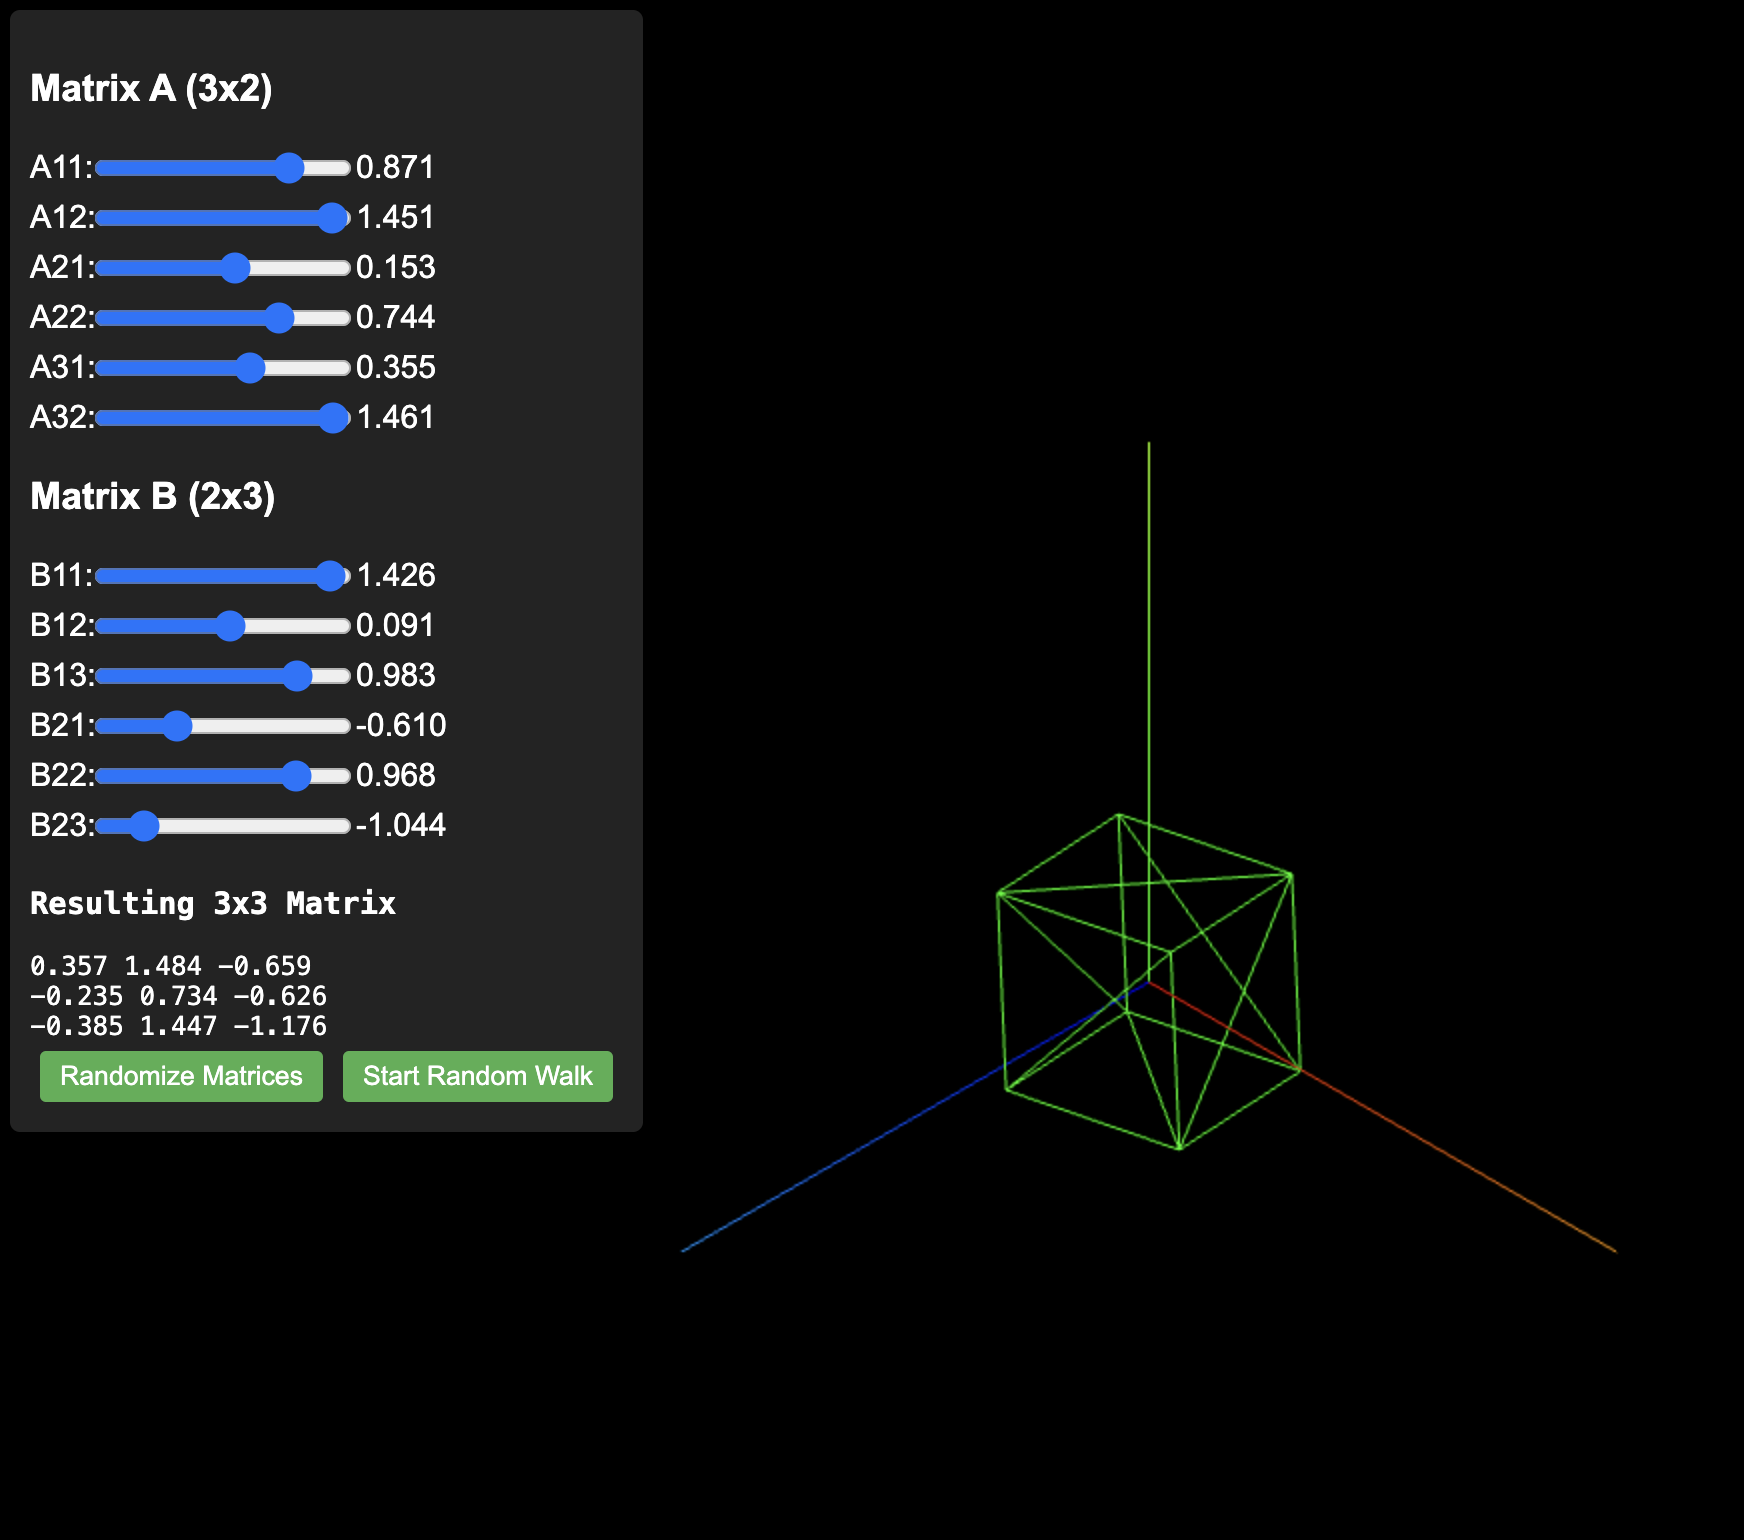 Matrix A (3x2)
A11: 0.871
A12: 1.451
A21: 0.153
A22: 0.744
A31: 0.355
A32: 1.461
Matrix B (2x3)
B11: 1.426
B12: 0.091
B13: 0.983
B21: -0.610
B22: 0.968
B23: -1.044
Resulting 3x3 Matrix
0.357 1.484 -0.659
-0.235 0.734 -0.626
-0.385 1.447 -1.176
Randomize Matrices Start Random Walk